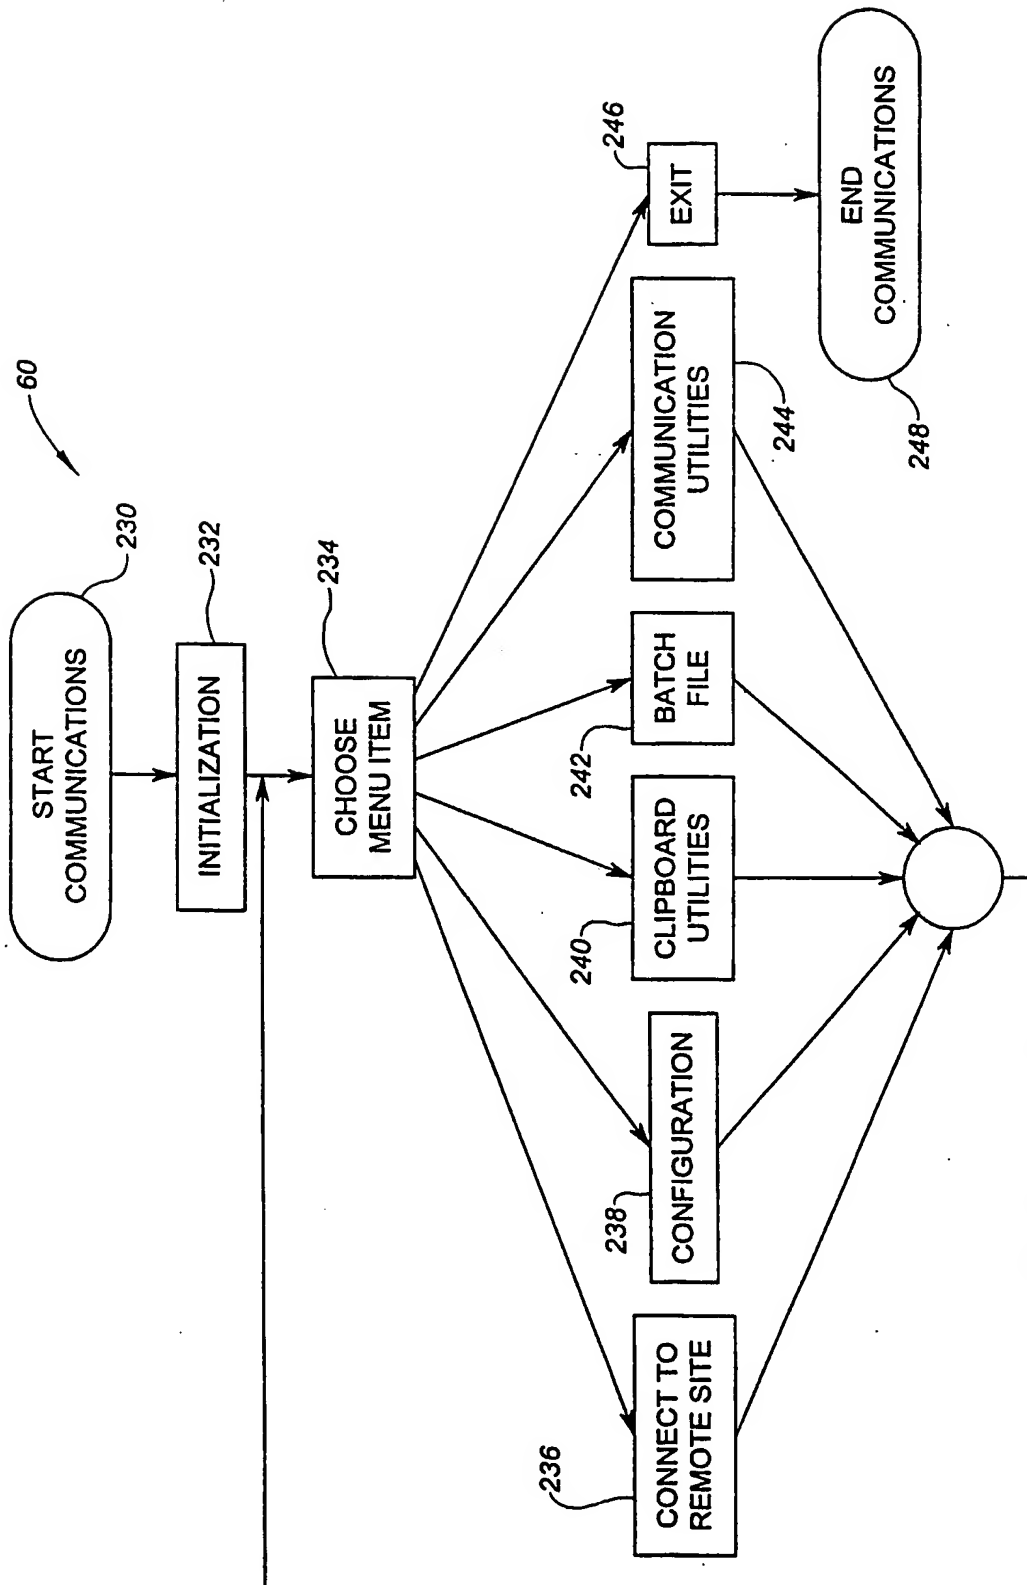 60
START
COMMUNICATIONS
230
INITIALIZATION
232
CHOOSE
MENU ITEM
234
CONNECT TO
REMOTE SITE
236
CONFIGURATION
238
CLIPBOARD
UTILITIES
240
BATCH
FILE
242
COMMUNICATION
UTILITIES
244
EXIT
246
END
COMMUNICATIONS
248